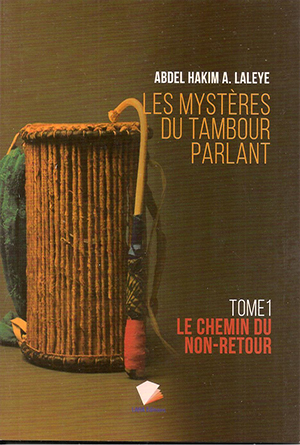 ABDEL HAKIM A. LALEYE
LES MYSTÈRES
DU TAMBOUR
PARLANT
TOME1
LE CHEMIN DU
NON-RETOUR